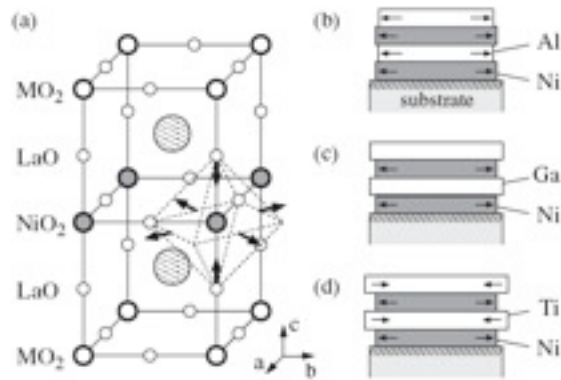 (a)
MO₂
LaO
NiO₂
LaO
MO₂
c
a
b
(b)
Al
Ni
substrate
(c)
Ga
Ni
(d)
Ti
Ni